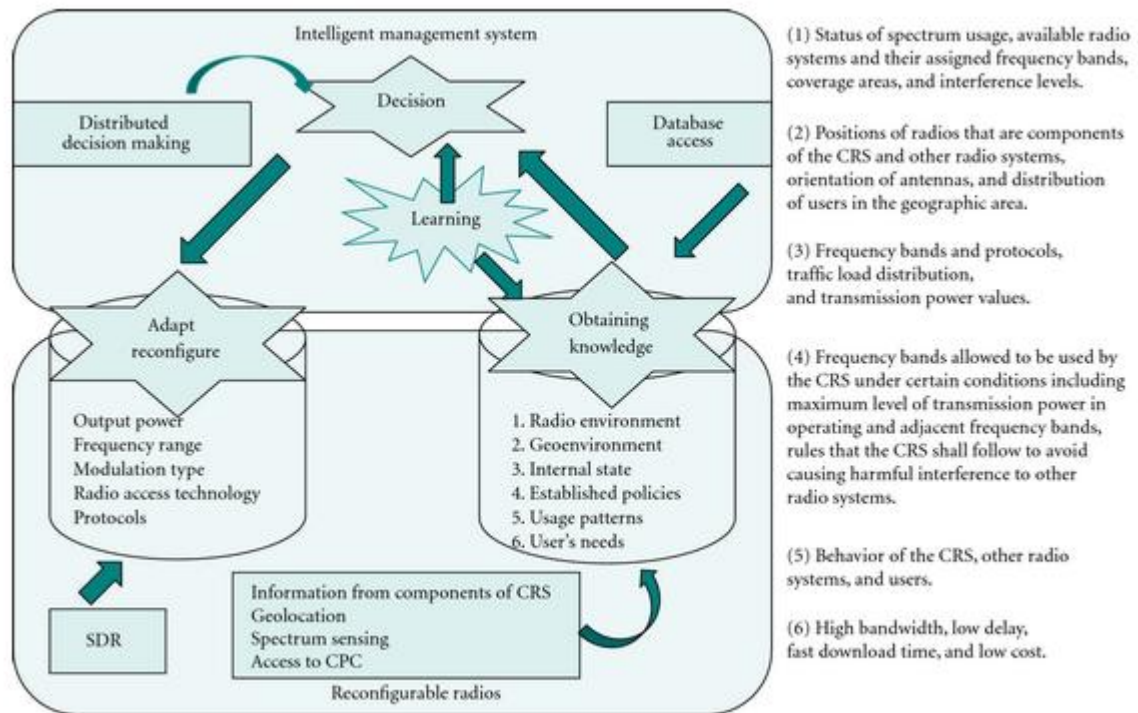 Intelligent management system
Decision
Distributed
decision making
Database
access
Learning
Adapt
reconfigure
Obtaining
knowledge
Output power
Frequency range
Modulation type
Radio access technology
Protocols
1. Radio environment
2. Geoenvironment
3. Internal state
4. Established policies
5. Usage patterns
6. User's needs
SDR
Information from components of CRS
Geolocation
Spectrum sensing
Access to CPC
Reconfigurable radios
(1) Status of spectrum usage, available radio
systems and their assigned frequency bands,
coverage areas, and interference levels.
(2) Positions of radios that are components
of the CRS and other radio systems,
orientation of antennas, and distribution
of users in the geographic area.
(3) Frequency bands and protocols,
traffic load distribution,
and transmission power values.
(4) Frequency bands allowed to be used by
the CRS under certain conditions including
maximum level of transmission power in
operating and adjacent frequency bands,
rules that the CRS shall follow to avoid
causing harmful interference to other
radio systems.
(5) Behavior of the CRS, other radio
systems, and users.
(6) High bandwidth, low delay,
fast download time, and low cost.